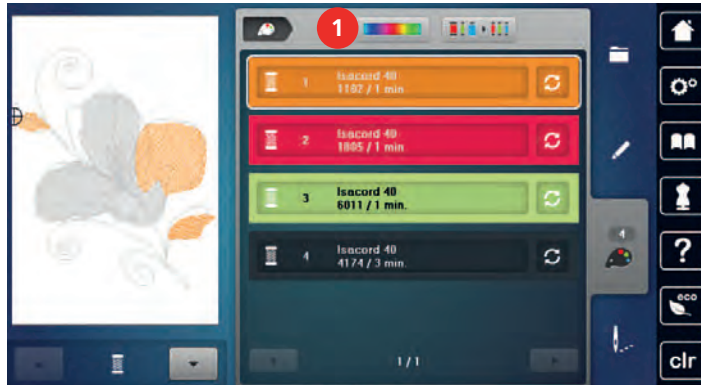 1
1 Isacord 40
1102 / 1 min
2 Isacord 40
1805 / 1 min
3 Isacord 40
6011 / 1 min.
4 Isacord 40
4174 / 3 min.
1 / 1
4
?
eco
clr